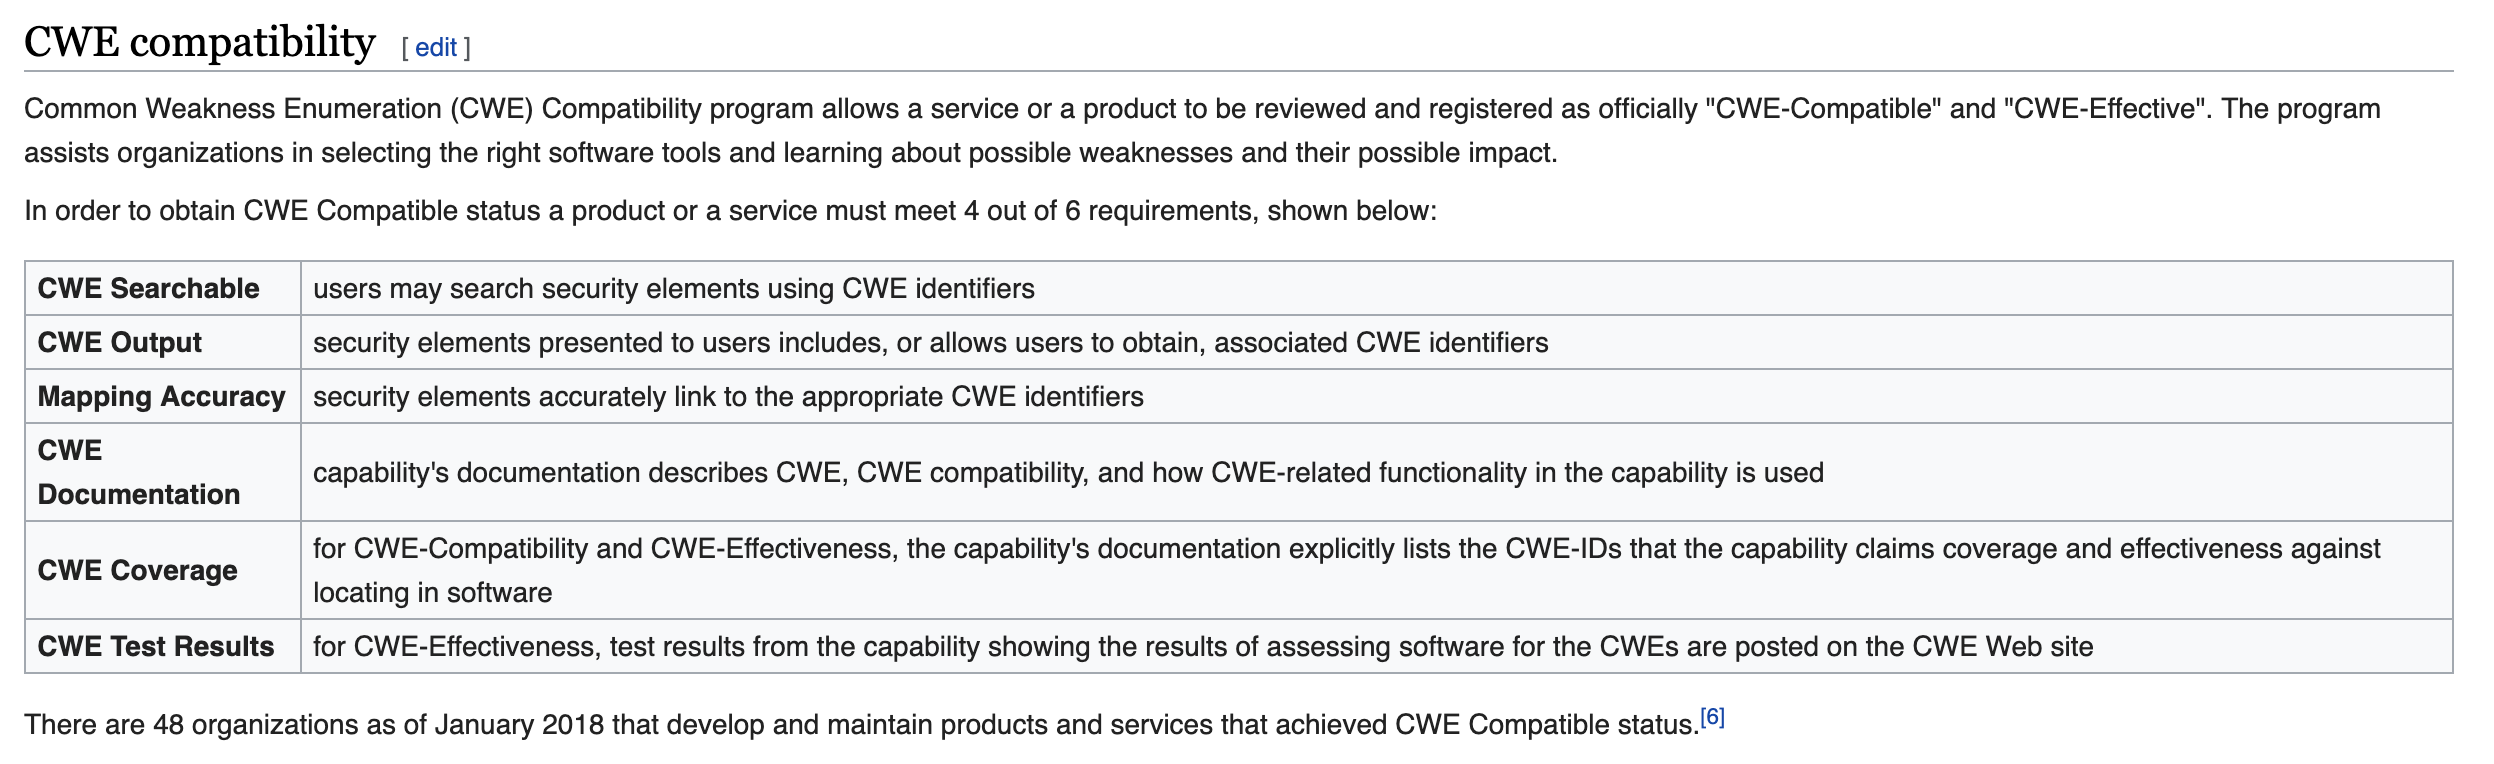 CWE compatibility [ edit ]
Common Weakness Enumeration (CWE) Compatibility program allows a service or a product to be reviewed and registered as officially "CWE-Compatible" and "CWE-Effective". The program
assists organizations in selecting the right software tools and learning about possible weaknesses and their possible impact.
In order to obtain CWE Compatible status a product or a service must meet 4 out of 6 requirements, shown below:
CWE Searchable users may search security elements using CWE identifiers
CWE Output security elements presented to users includes, or allows users to obtain, associated CWE identifiers
Mapping Accuracy security elements accurately link to the appropriate CWE identifiers
CWE
Documentation
capability's documentation describes CWE, CWE compatibility, and how CWE-related functionality in the capability is used
CWE Coverage
for CWE-Compatibility and CWE-Effectiveness, the capability's documentation explicitly lists the CWE-IDs that the capability claims coverage and effectiveness against
locating in software
CWE Test Results for CWE-Effectiveness, test results from the capability showing the results of assessing software for the CWEs are posted on the CWE Web site
There are 48 organizations as of January 2018 that develop and maintain products and services that achieved CWE Compatible status.[6]